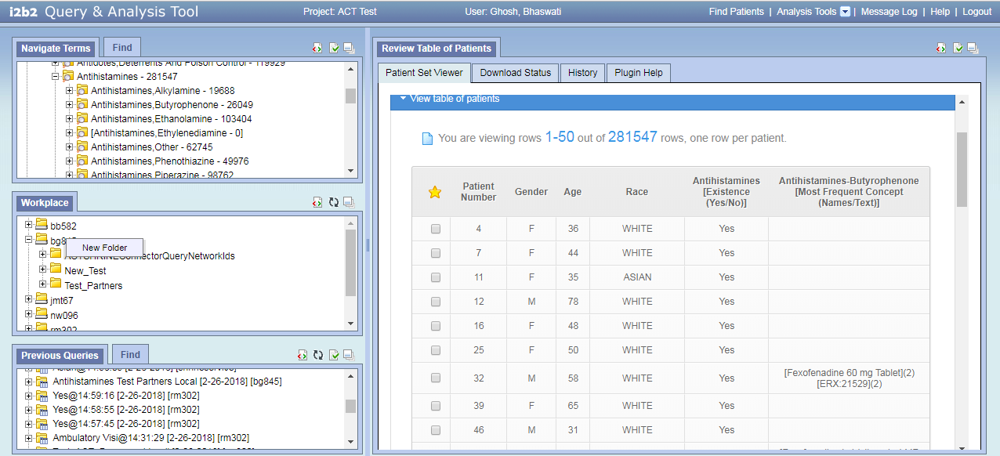 i2b2 Query & Analysis Tool
Project: ACT Test
User: Ghosh, Bhaswati
Find Patients | Analysis Tools | Message Log | Help | Logout
Navigate Terms
Find
Antidotes,Deterrents And Poison Control - 119929
Antihistamines - 281547
Antihistamines,Alkylamine - 19688
Antihistamines,Butyrophenone - 26049
Antihistamines,Ethanolamine - 103404
[Antihistamines,Ethylenediamine - 0]
Antihistamines,Other - 62745
Antihistamines,Phenothiazine - 49976
Antihistamines,Piperazine - 98762
Workplace
bb582
New Folder
New_Test
Test_Partners
jmt67
nw096
rm302
Previous Queries
Find
Antihistamines Test Partners Local [2-26-2018] [bg845]
Yes@14:59:16 [2-26-2018] [rm302]
Yes@14:58:55 [2-26-2018] [rm302]
Yes@14:57:45 [2-26-2018] [rm302]
Ambulatory Visi@14:31:29 [2-26-2018] [rm302]
Review Table of Patients
Patient Set Viewer
Download Status
History
Plugin Help
View table of patients
You are viewing rows 1-50 out of 281547 rows, one row per patient.
Patient Number Gender Age Race Antihistamines [Existence (Yes/No)] Antihistamines-Butyrophenone [Most Frequent Concept (Names/Text)]
4 F 36 WHITE Yes
7 F 44 WHITE Yes
11 F 35 ASIAN Yes
12 M 78 WHITE Yes
16 F 48 WHITE Yes
25 F 50 WHITE Yes
32 M 58 WHITE Yes [Fexofenadine 60 mg Tablet](2) [ERX:21529](2)
39 F 65 WHITE Yes
46 M 31 WHITE Yes